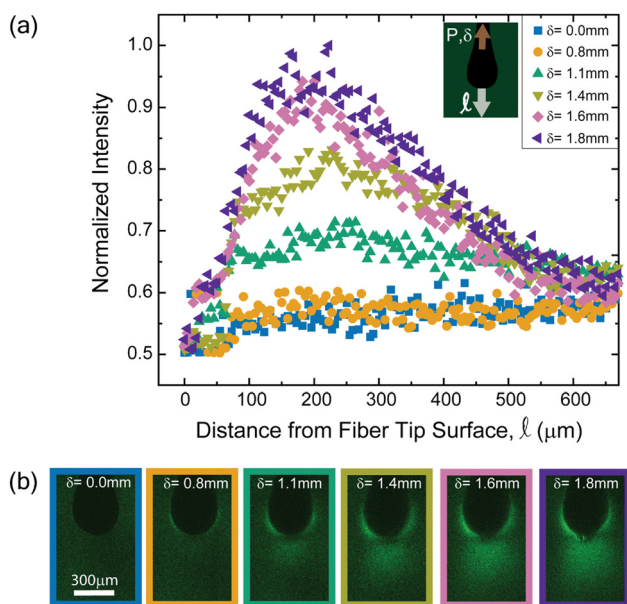 (a)
Normalized Intensity
1.0
0.9
0.8
0.7
0.6
0.5
P,δ
ℓ
δ= 0.0mm
δ= 0.8mm
δ= 1.1mm
δ= 1.4mm
δ= 1.6mm
δ= 1.8mm
0 100 200 300 400 500 600
Distance from Fiber Tip Surface, ℓ (μm)
(b)
δ= 0.0mm δ= 0.8mm δ= 1.1mm δ= 1.4mm δ= 1.6mm δ= 1.8mm
300μm